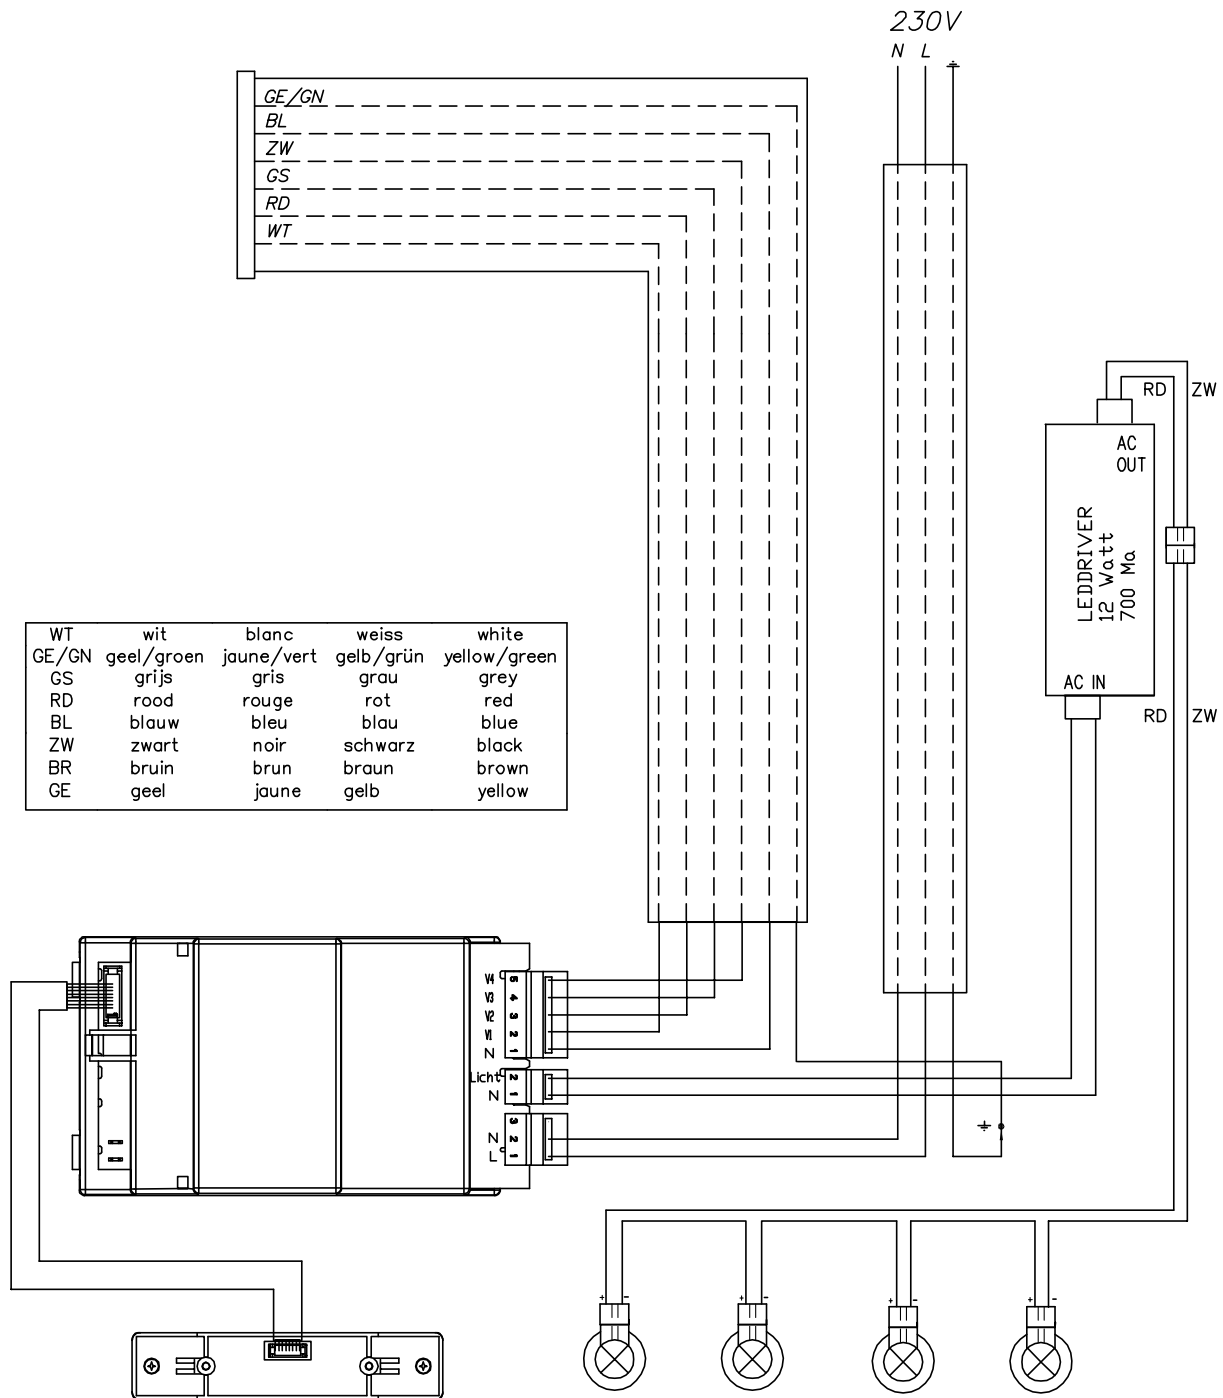 230V
N L
GE/GN
BL
ZW
GS
RD
WT
RD ZW
AC
OUT
LEDDRIVER
12 Watt
700 Ma
AC IN
RD ZW
WT wit blanc weiss white
GE/GN geel/groen jaune/vert gelb/grün yellow/green
GS grijs gris grau grey
RD rood rouge rot red
BL blauw bleu blau blue
ZW zwart noir schwarz black
BR bruin brun braun brown
GE geel jaune gelb yellow
V4 5
V3 4
V2 3
V1 2
N 1
Licht 2
N 1
3
N 2
L 1
+ - + - + - + -